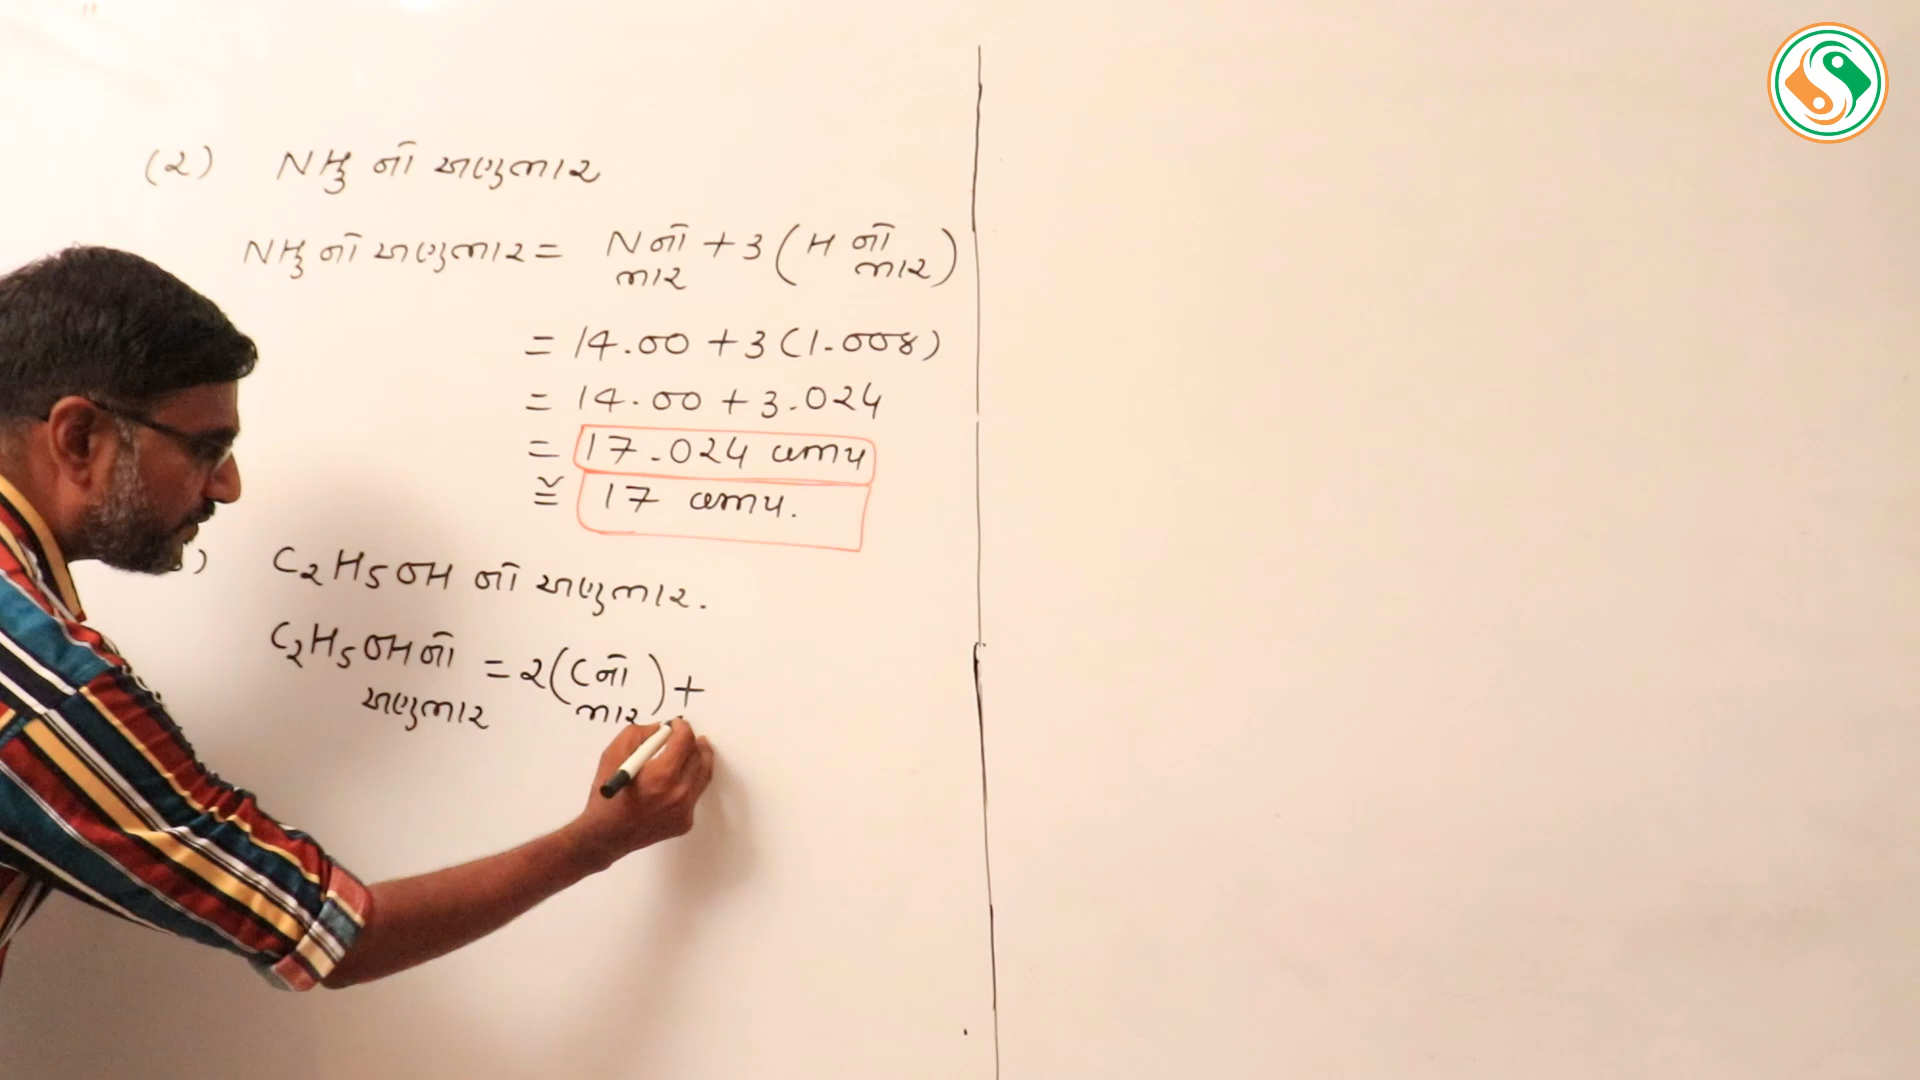 (૨) NH₃ નો અણુભાર
NH₃ નો અણુભાર = N નો ભાર + 3 (H નો ભાર)
= 14.00 + 3 (1.008)
= 14.00 + 3.024
= 17.024 amu
≅ 17 amu.
) C₂H₅OH નો અણુભાર.
C₂H₅OH નો અણુભાર = ૨ (C નો ભાર) +